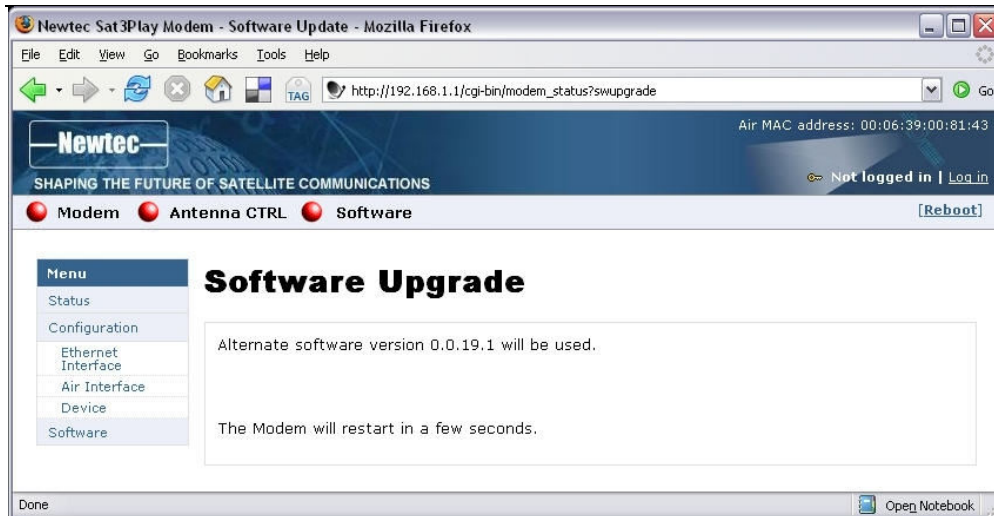 Newtec Sat3Play Modem - Software Update - Mozilla Firefox
File Edit View Go Bookmarks Tools Help
TAG http://192.168.1.1/cgi-bin/modem_status?swupgrade Go
Air MAC address: 00:06:39:00:81:43
Newtec
SHAPING THE FUTURE OF SATELLITE COMMUNICATIONS
Not logged in | Log in
Modem Antenna CTRL Software [Reboot]
Menu
Status
Configuration
Ethernet
Interface
Air Interface
Device
Software
Software Upgrade
Alternate software version 0.0.19.1 will be used.
The Modem will restart in a few seconds.
Done Open Notebook